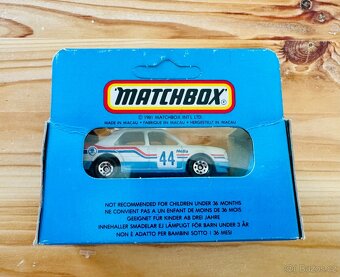 MATCHBOX®
© 1981 MATCHBOX INT'L LTD.
MADE IN MACAU • FABRIQUE EN MACAU • HERGESTELLT IN MACAU
44
NOT RECOMMENDED FOR CHILDREN UNDER 36 MONTHS
NE CONVIENT PAS A UN ENFANT DE MOINS DE 36 MOIS
GEEIGNET FÜR KINDER AB DREI JAHRE
INNEHALLER SMÅDELAR EJ LÄMPLIGT FÖR BARN UNDER 3 ÅR
NON È ADATTO PER BAMBINI SOTTO I 36 MESI